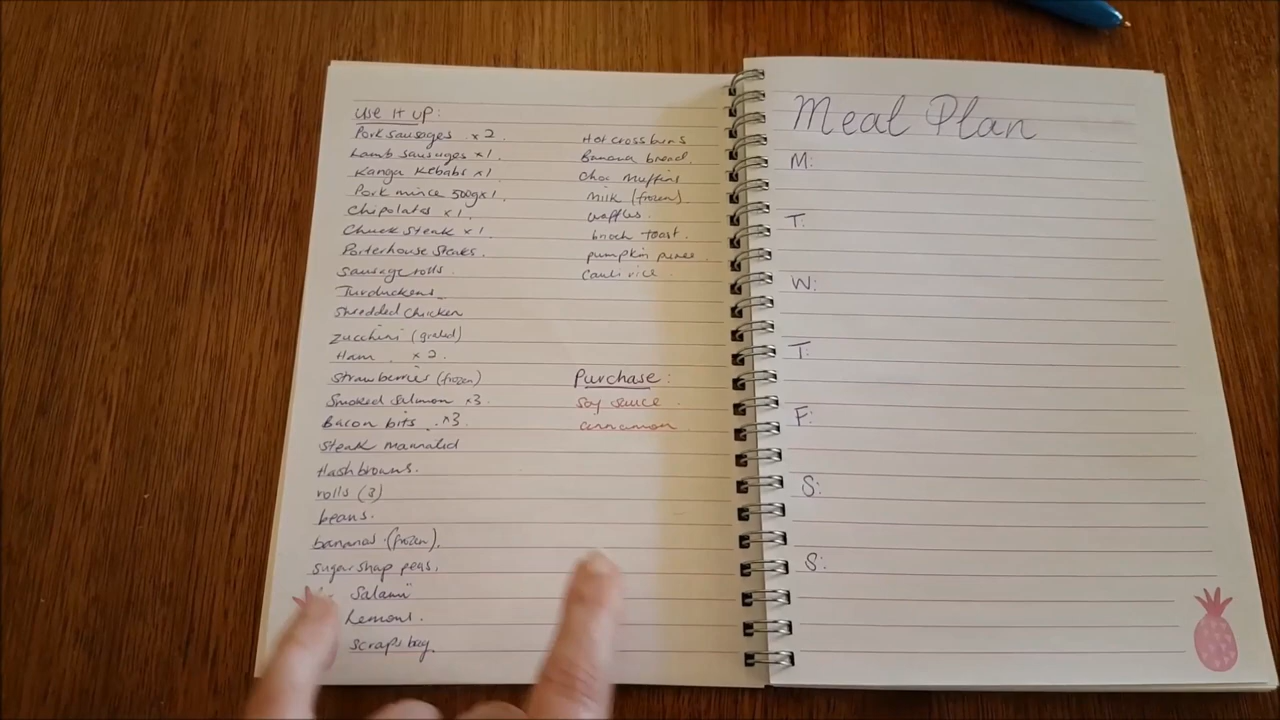 Use it up:
Pork sausages x2.
Lamb sausages x1.
Kanga Kebabs x1
Pork mince 500g x1.
Chipolatas x1.
Chuck Steak x1.
Porterhouse Steaks.
Sausage rolls.
Turduckens
Shredded chicken
Zucchini (grated)
Ham x2.
Strawberries (frozen)
Smoked Salmon x3.
Bacon bits x3.
Steak
Hashbrowns.
rolls (3)
beans.
bananas (frozen).
sugar snap peas.
Salami
Lemons.
scraps bag.
Hot cross buns
Banana bread.
Choc Muffins
Milk (frozen).
waffles.
toast.
pumpkin puree.
Cauli rice.
Purchase:
Soy sauce.
cinnamon
Meal Plan
M:
T:
W:
T:
F:
S:
S: